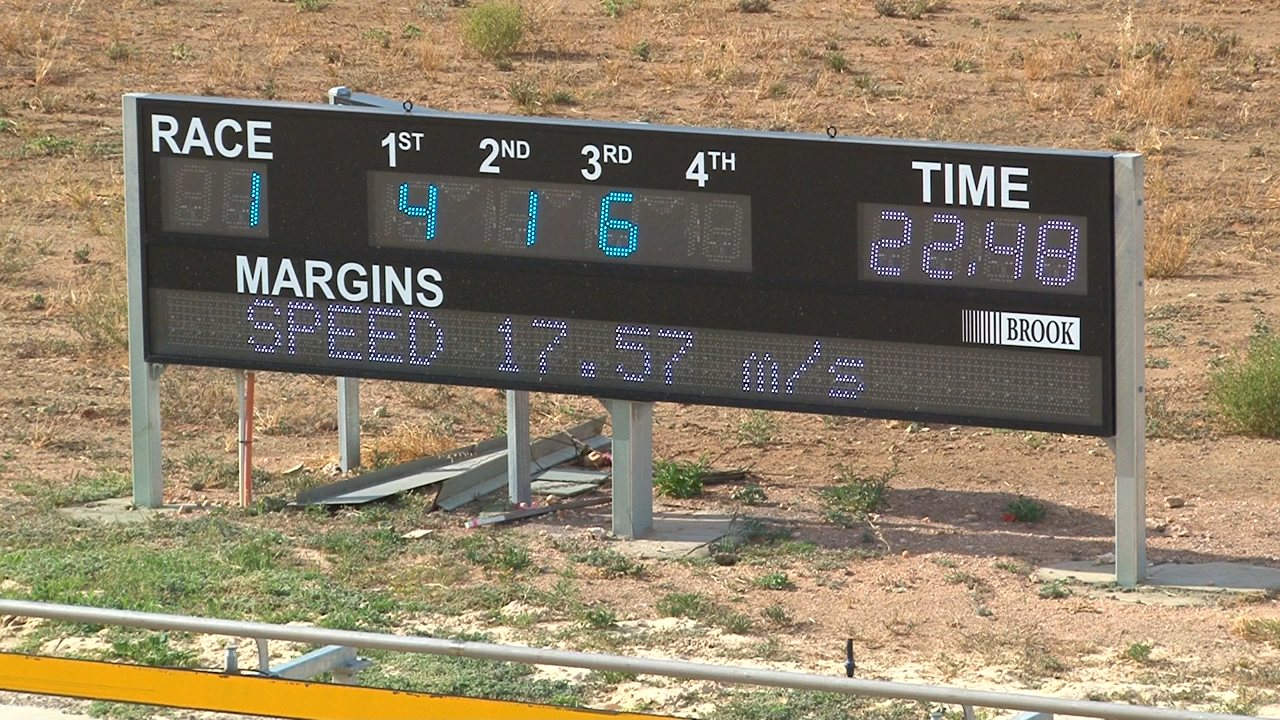 RACE 1ST 2ND 3RD 4TH TIME
1 4 1 6 22.48
MARGINS
BROOK
SPEED 17.57 m/s